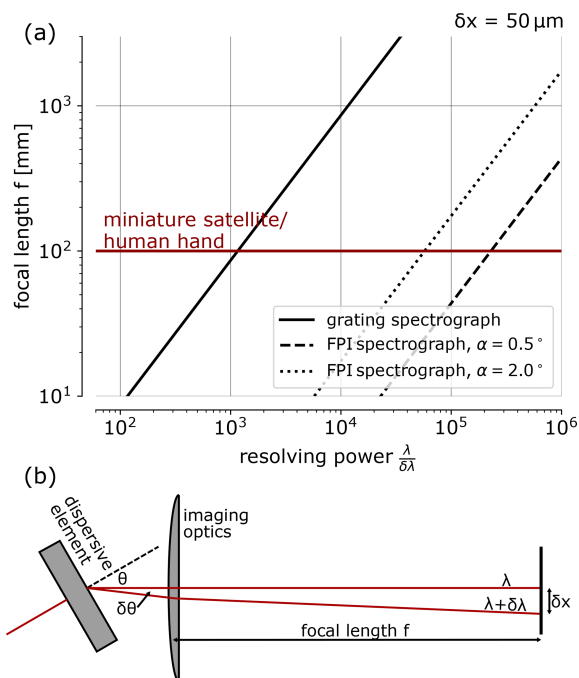 (a)
δx = 50 μm
focal length f [mm]
10³
10²
10¹
miniature satellite/
human hand
grating spectrograph
FPI spectrograph, α = 0.5°
FPI spectrograph, α = 2.0°
10² 10³ 10⁴ 10⁵ 10⁶
resolving power λ/δλ
(b)
dispersive
element
imaging
optics
θ
δθ
λ
λ+δλ
δx
focal length f